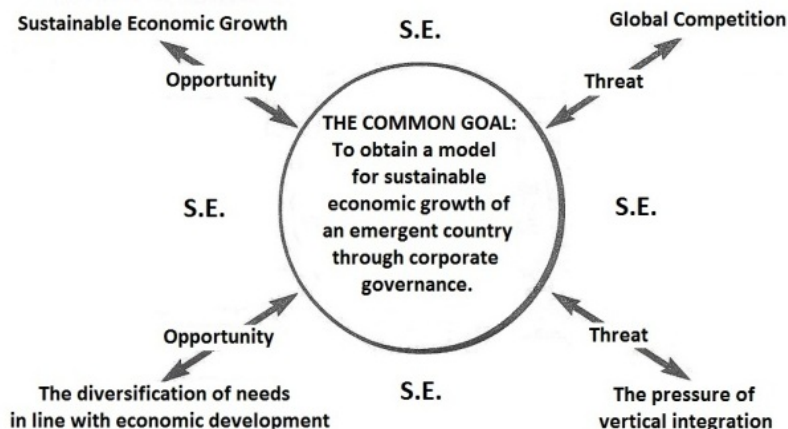 Sustainable Economic Growth
S.E.
Global Competition
Opportunity
Threat
THE COMMON GOAL:
To obtain a model
for sustainable
economic growth of
an emergent country
through corporate
governance.
S.E.
S.E.
Opportunity
Threat
The diversification of needs
in line with economic development
S.E.
The pressure of
vertical integration